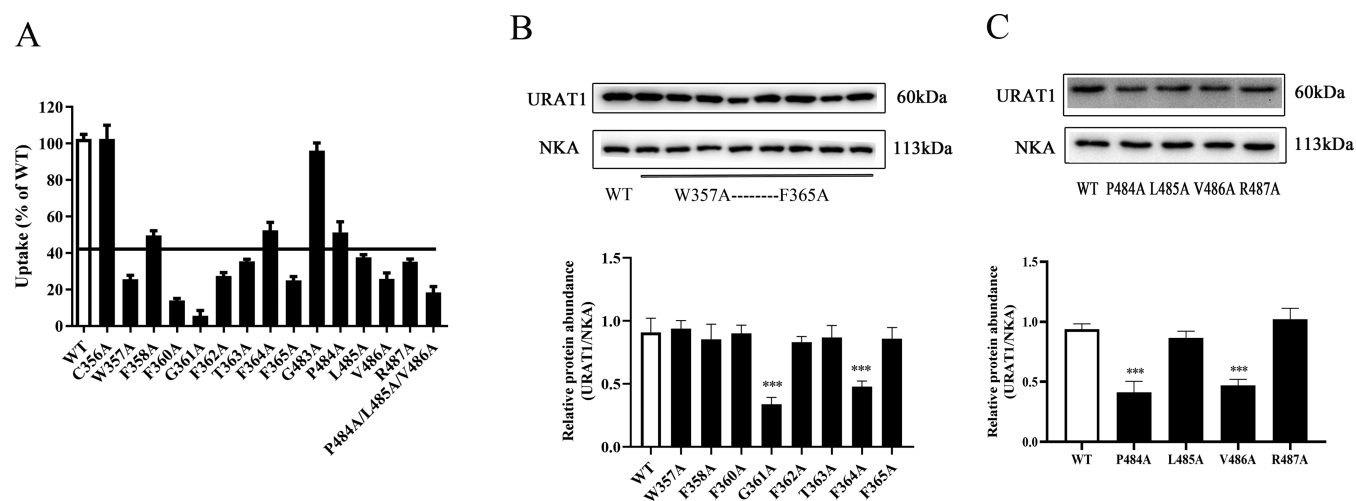 A
Uptake (% of WT)
120
100
80
60
40
20
0
WT
C356A
W357A
F358A
F360A
G361A
F362A
T363A
F364A
F365A
G483A
P484A
L485A
V486A
R487A
P484A/L485A/V486A
B
URAT1
60kDa
NKA
113kDa
WT W357A--------F365A
Relative protein abundance
(URAT1/NKA)
1.5
1.0
0.5
0.0
***
***
WT
W357A
F358A
F360A
G361A
F362A
T363A
F364A
F365A
C
URAT1
60kDa
NKA
113kDa
WT P484A L485A V486A R487A
Relative protein abundance
(URAT1/NKA)
1.5
1.0
0.5
0.0
***
***
WT P484A L485A V486A R487A